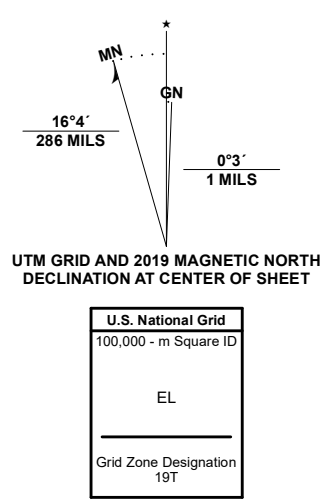 ★
MN
GN
16°4´
286 MILS
0°3´
1 MILS
UTM GRID AND 2019 MAGNETIC NORTH
DECLINATION AT CENTER OF SHEET
U.S. National Grid
100,000 - m Square ID
EL
Grid Zone Designation
19T